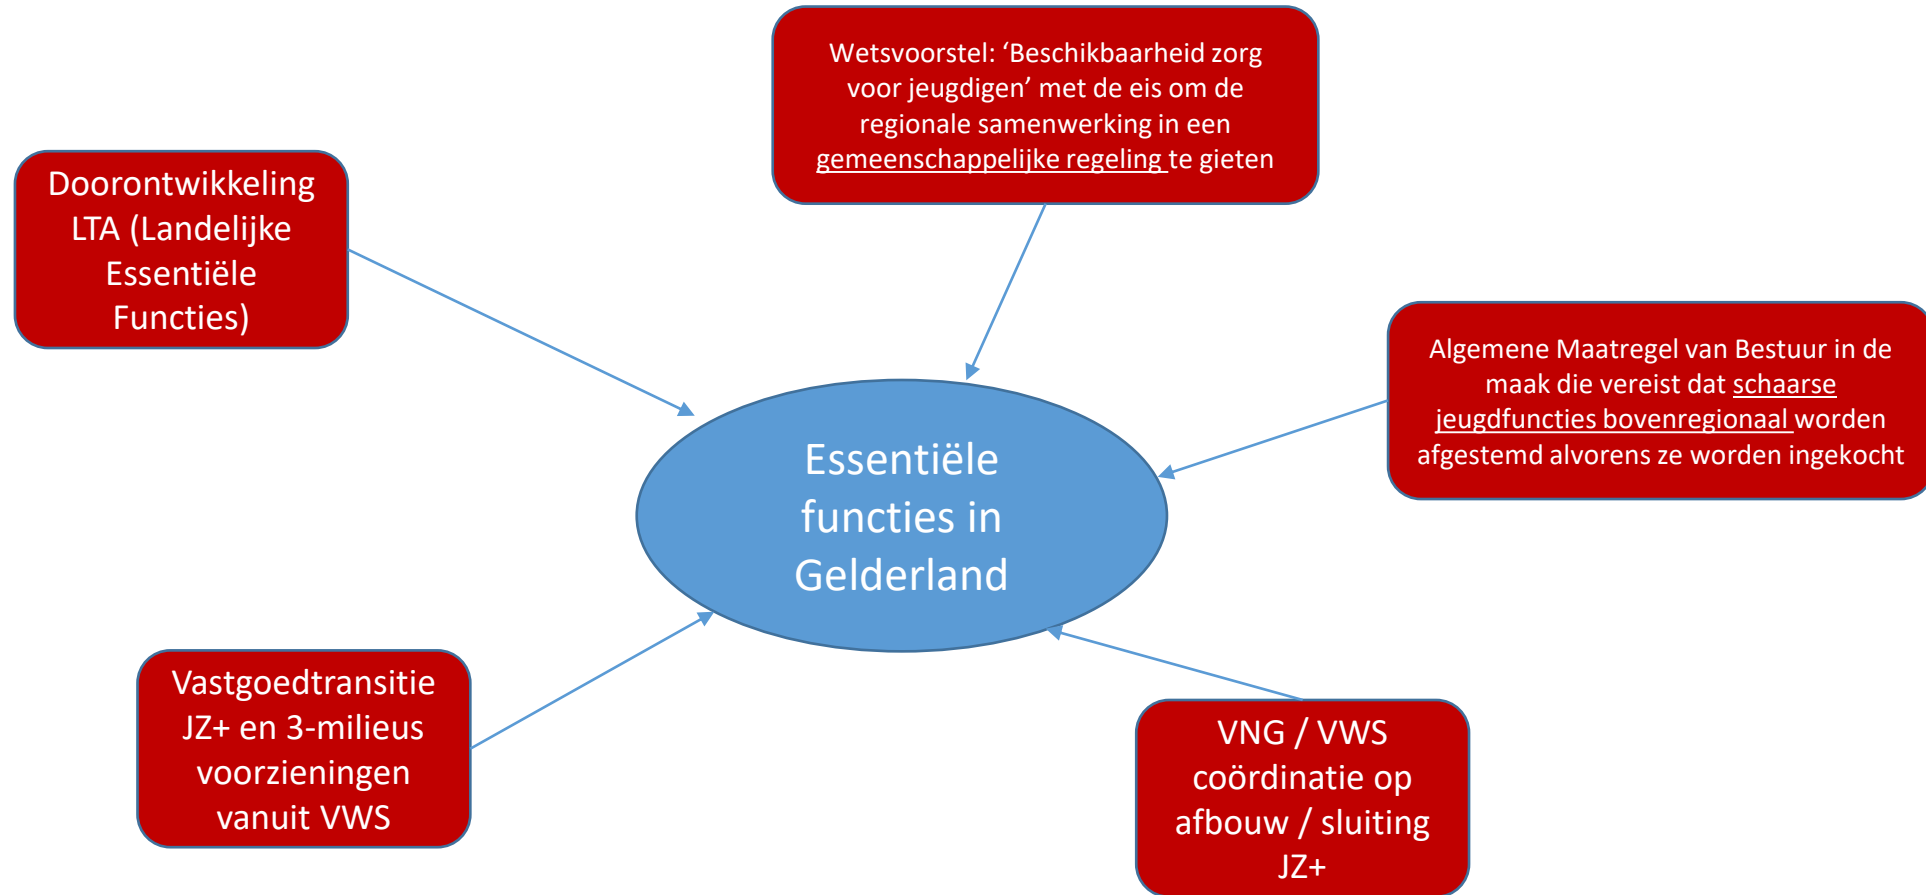 Wetsvoorstel: ‘Beschikbaarheid zorg
voor jeugdigen’ met de eis om de
regionale samenwerking in een
gemeenschappelijke regeling te gieten
Doorontwikkeling
LTA (Landelijke
Essentiële
Functies)
Algemene Maatregel van Bestuur in de
maak die vereist dat schaarse
jeugdfuncties bovenregionaal worden
afgestemd alvorens ze worden ingekocht
Essentiële
functies in
Gelderland
Vastgoedtransitie
JZ+ en 3-milieus
voorzieningen
vanuit VWS
VNG / VWS
coördinatie op
afbouw / sluiting
JZ+